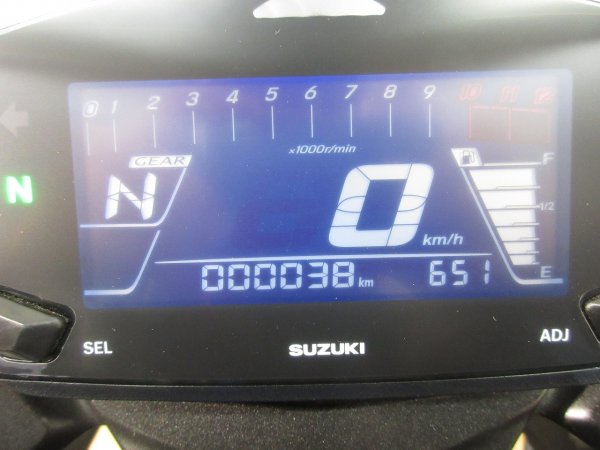 0 1 2 3 4 5 6 7 8 9 10 11 12
x1000r/min
GEAR
F
N
N
0
km/h
1/2
000038 km
651
E
SEL
SUZUKI
ADJ